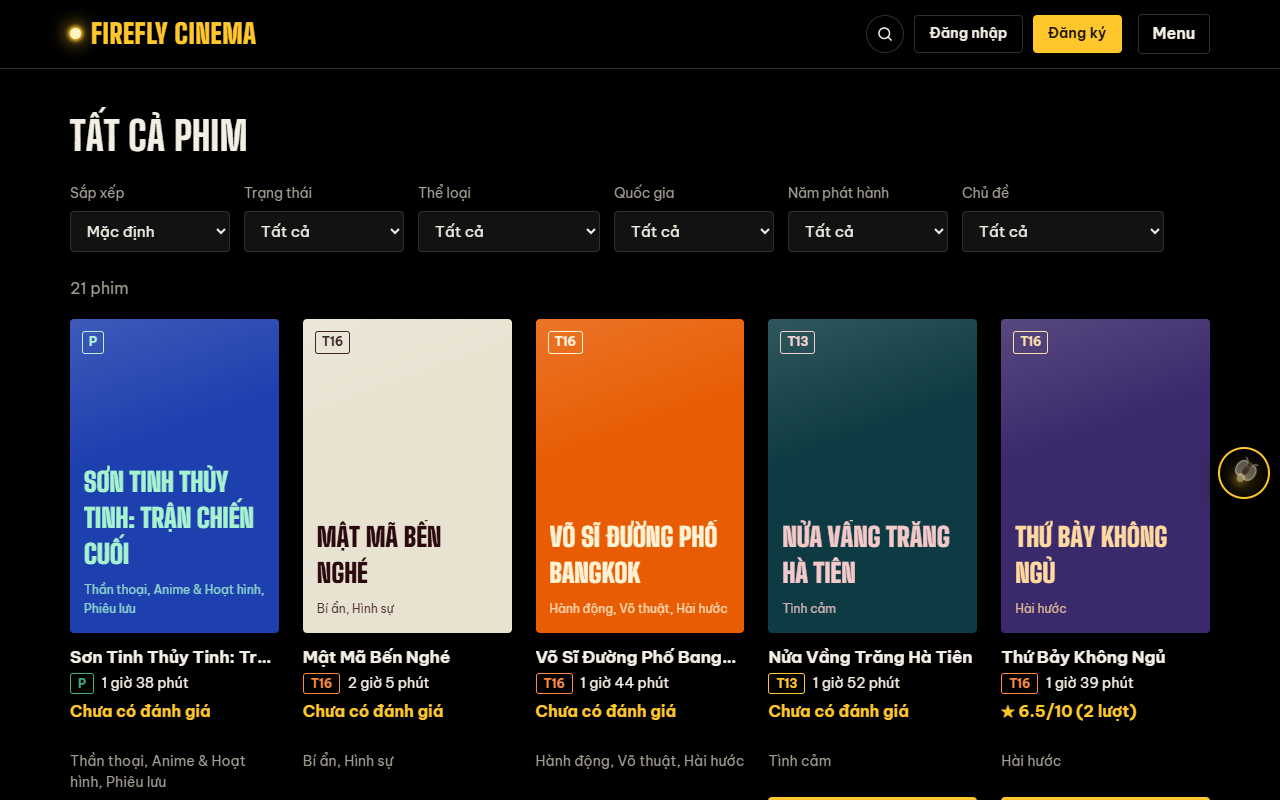 FIREFLY CINEMA
Đăng nhập
Đăng ký
Menu
TẤT CẢ PHIM
Sắp xếp
Trạng thái
Thể loại
Quốc gia
Năm phát hành
Chủ đề
Mặc định
Tất cả
Tất cả
Tất cả
Tất cả
Tất cả
21 phim
P
SƠN TINH THỦY
TINH: TRẬN CHIẾN
CUỐI
Thần thoại, Anime & Hoạt hình,
Phiêu lưu
Sơn Tinh Thủy Tinh: Tr...
P 1 giờ 38 phút
Chưa có đánh giá
Thần thoại, Anime & Hoạt
hình, Phiêu lưu
T16
MẬT MÃ BẾN
NGHÉ
Bí ẩn, Hình sự
Mật Mã Bến Nghé
T16 2 giờ 5 phút
Chưa có đánh giá
Bí ẩn, Hình sự
T16
VÕ SĨ ĐƯỜNG PHỐ
BANGKOK
Hành động, Võ thuật, Hài hước
Võ Sĩ Đường Phố Bang...
T16 1 giờ 44 phút
Chưa có đánh giá
Hành động, Võ thuật, Hài hước
T13
NỬA VẦNG TRĂNG
HÀ TIÊN
Tình cảm
Nửa Vầng Trăng Hà Tiên
T13 1 giờ 52 phút
Chưa có đánh giá
Tình cảm
T16
THỨ BẢY KHÔNG
NGỦ
Hài hước
Thứ Bảy Không Ngủ
T16 1 giờ 39 phút
★ 6.5/10 (2 lượt)
Hài hước